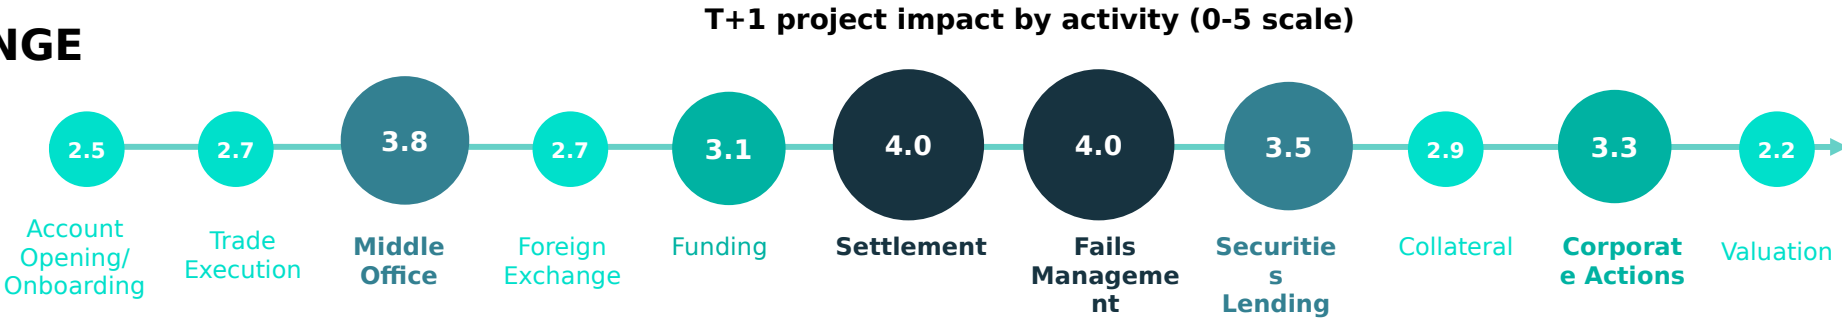 T+1 project impact by activity (0-5 scale)
NGE
2.5
2.7
3.8
2.7
3.1
4.0
4.0
3.5
2.9
3.3
2.2
Account
Opening/
Onboarding
Trade
Execution
Middle
Office
Foreign
Exchange
Funding
Settlement
Fails
Manageme
nt
Securitie
s
Lending
Collateral
Corporat
e Actions
Valuation